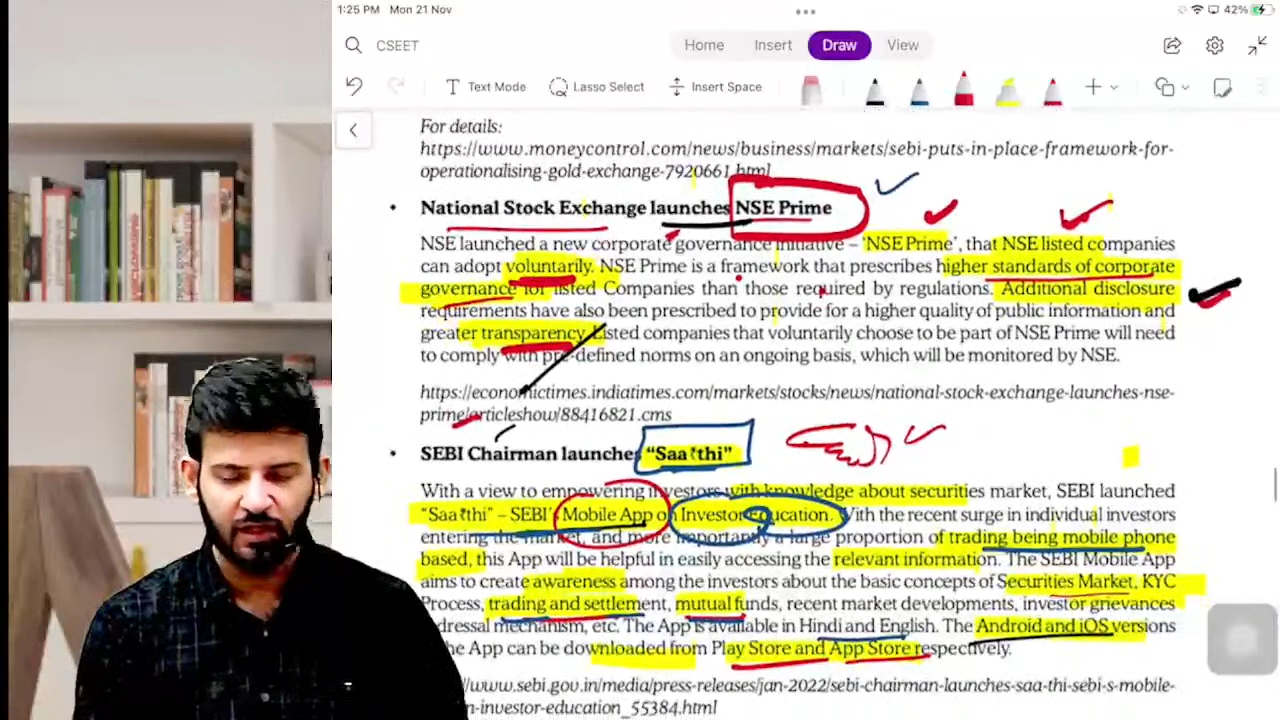 1:25 PM Mon 21 Nov
42%
CSEET
Home Insert Draw View
Text Mode Lasso Select Insert Space
For details:
https://www.moneycontrol.com/news/business/markets/sebi-puts-in-place-framework-for-
operationalising-gold-exchange-7920661.html
• National Stock Exchange launches NSE Prime
NSE launched a new corporate governance initiative – 'NSE Prime', that NSE listed companies
can adopt voluntarily. NSE Prime is a framework that prescribes higher standards of corporate
governance for listed Companies than those required by regulations. Additional disclosure
requirements have also been prescribed to provide for a higher quality of public information and
greater transparency. Listed companies that voluntarily choose to be part of NSE Prime will need
to comply with pre-defined norms on an ongoing basis, which will be monitored by NSE.
https://economictimes.indiatimes.com/markets/stocks/news/national-stock-exchange-launches-nse-
prime/articleshow/88416821.cms
• SEBI Chairman launches "Saa₹thi"
With a view to empowering investors with knowledge about securities market, SEBI launched
"Saa₹thi" – SEBI's Mobile App on Investor Education. With the recent surge in individual investors
entering the market, and more importantly a large proportion of trading being mobile phone
based, this App will be helpful in easily accessing the relevant information. The SEBI Mobile App
aims to create awareness among the investors about the basic concepts of Securities Market, KYC
Process, trading and settlement, mutual funds, recent market developments, investor grievances
dressal mechanism, etc. The App is available in Hindi and English. The Android and iOS versions
he App can be downloaded from Play Store and App Store respectively.
/www.sebi.gov.in/media/press-releases/jan-2022/sebi-chairman-launches-saa-thi-sebi-s-mobile-
n-investor-education_55384.html